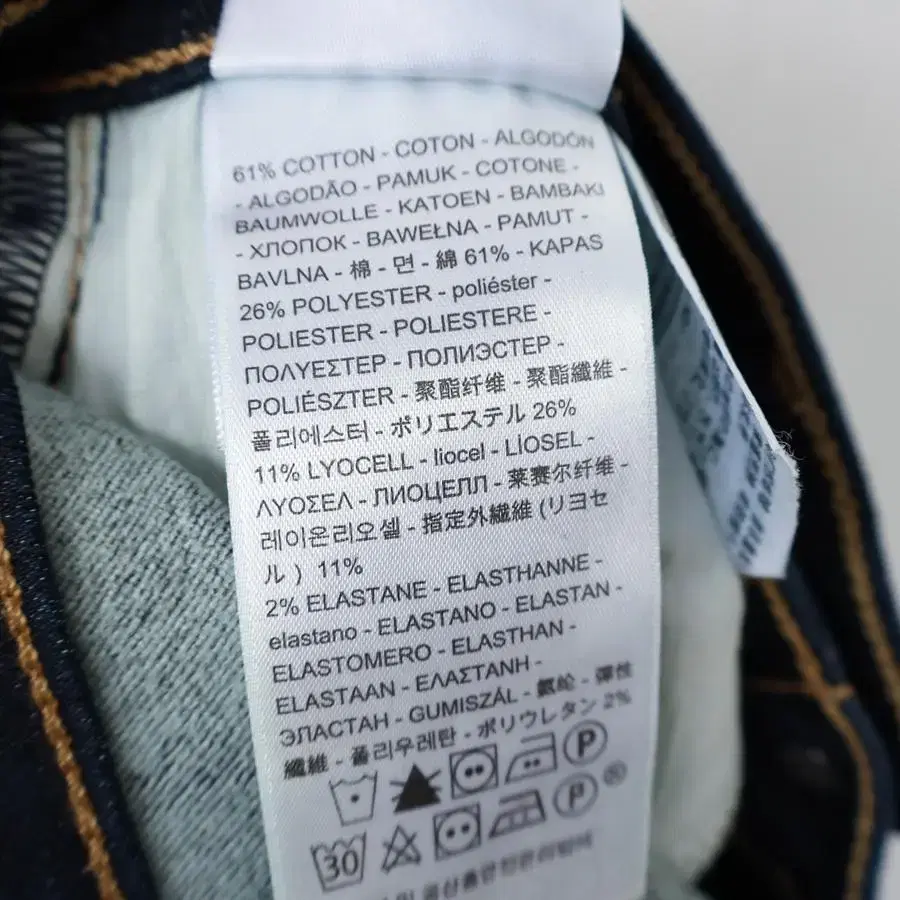 61% COTTON - COTON - ALGODÓN
- ALGODÃO - PAMUK - COTONE -
BAUMWOLLE - KATOEN - BAMBAKI
- ХЛОПОК - BAWEŁNA - PAMUT -
BAVLNA - 棉 - 면 - 綿 61% - KAPAS
26% POLYESTER - poliéster -
POLIESTER - POLIESTERE -
ΠΟΛΥΕΣΤΕΡ - ПОЛИЭСТЕР -
POLIÉSZTER - 聚酯纤维 - 聚酯纖維 -
폴리에스터 - ポリエステル 26%
11% LYOCELL - liocel - LİOSEL -
ΛΥΟΣΕΛ - ЛИОЦЕЛЛ - 莱赛尔纤维 -
레이온리오셀 - 指定外繊維 (リヨセ
ル ) 11%
2% ELASTANE - ELASTHANNE -
elastano - ELASTANO - ELASTAN -
ELASTOMERO - ELASTHAN -
ELASTAAN - ΕΛΑΣΤΑΝΗ -
ЭЛАСТАН - GUMISZÁL - 氨纶 - 彈性
纖維 - 폴리우레탄 - ポリウレタン 2%
P
P ®
30